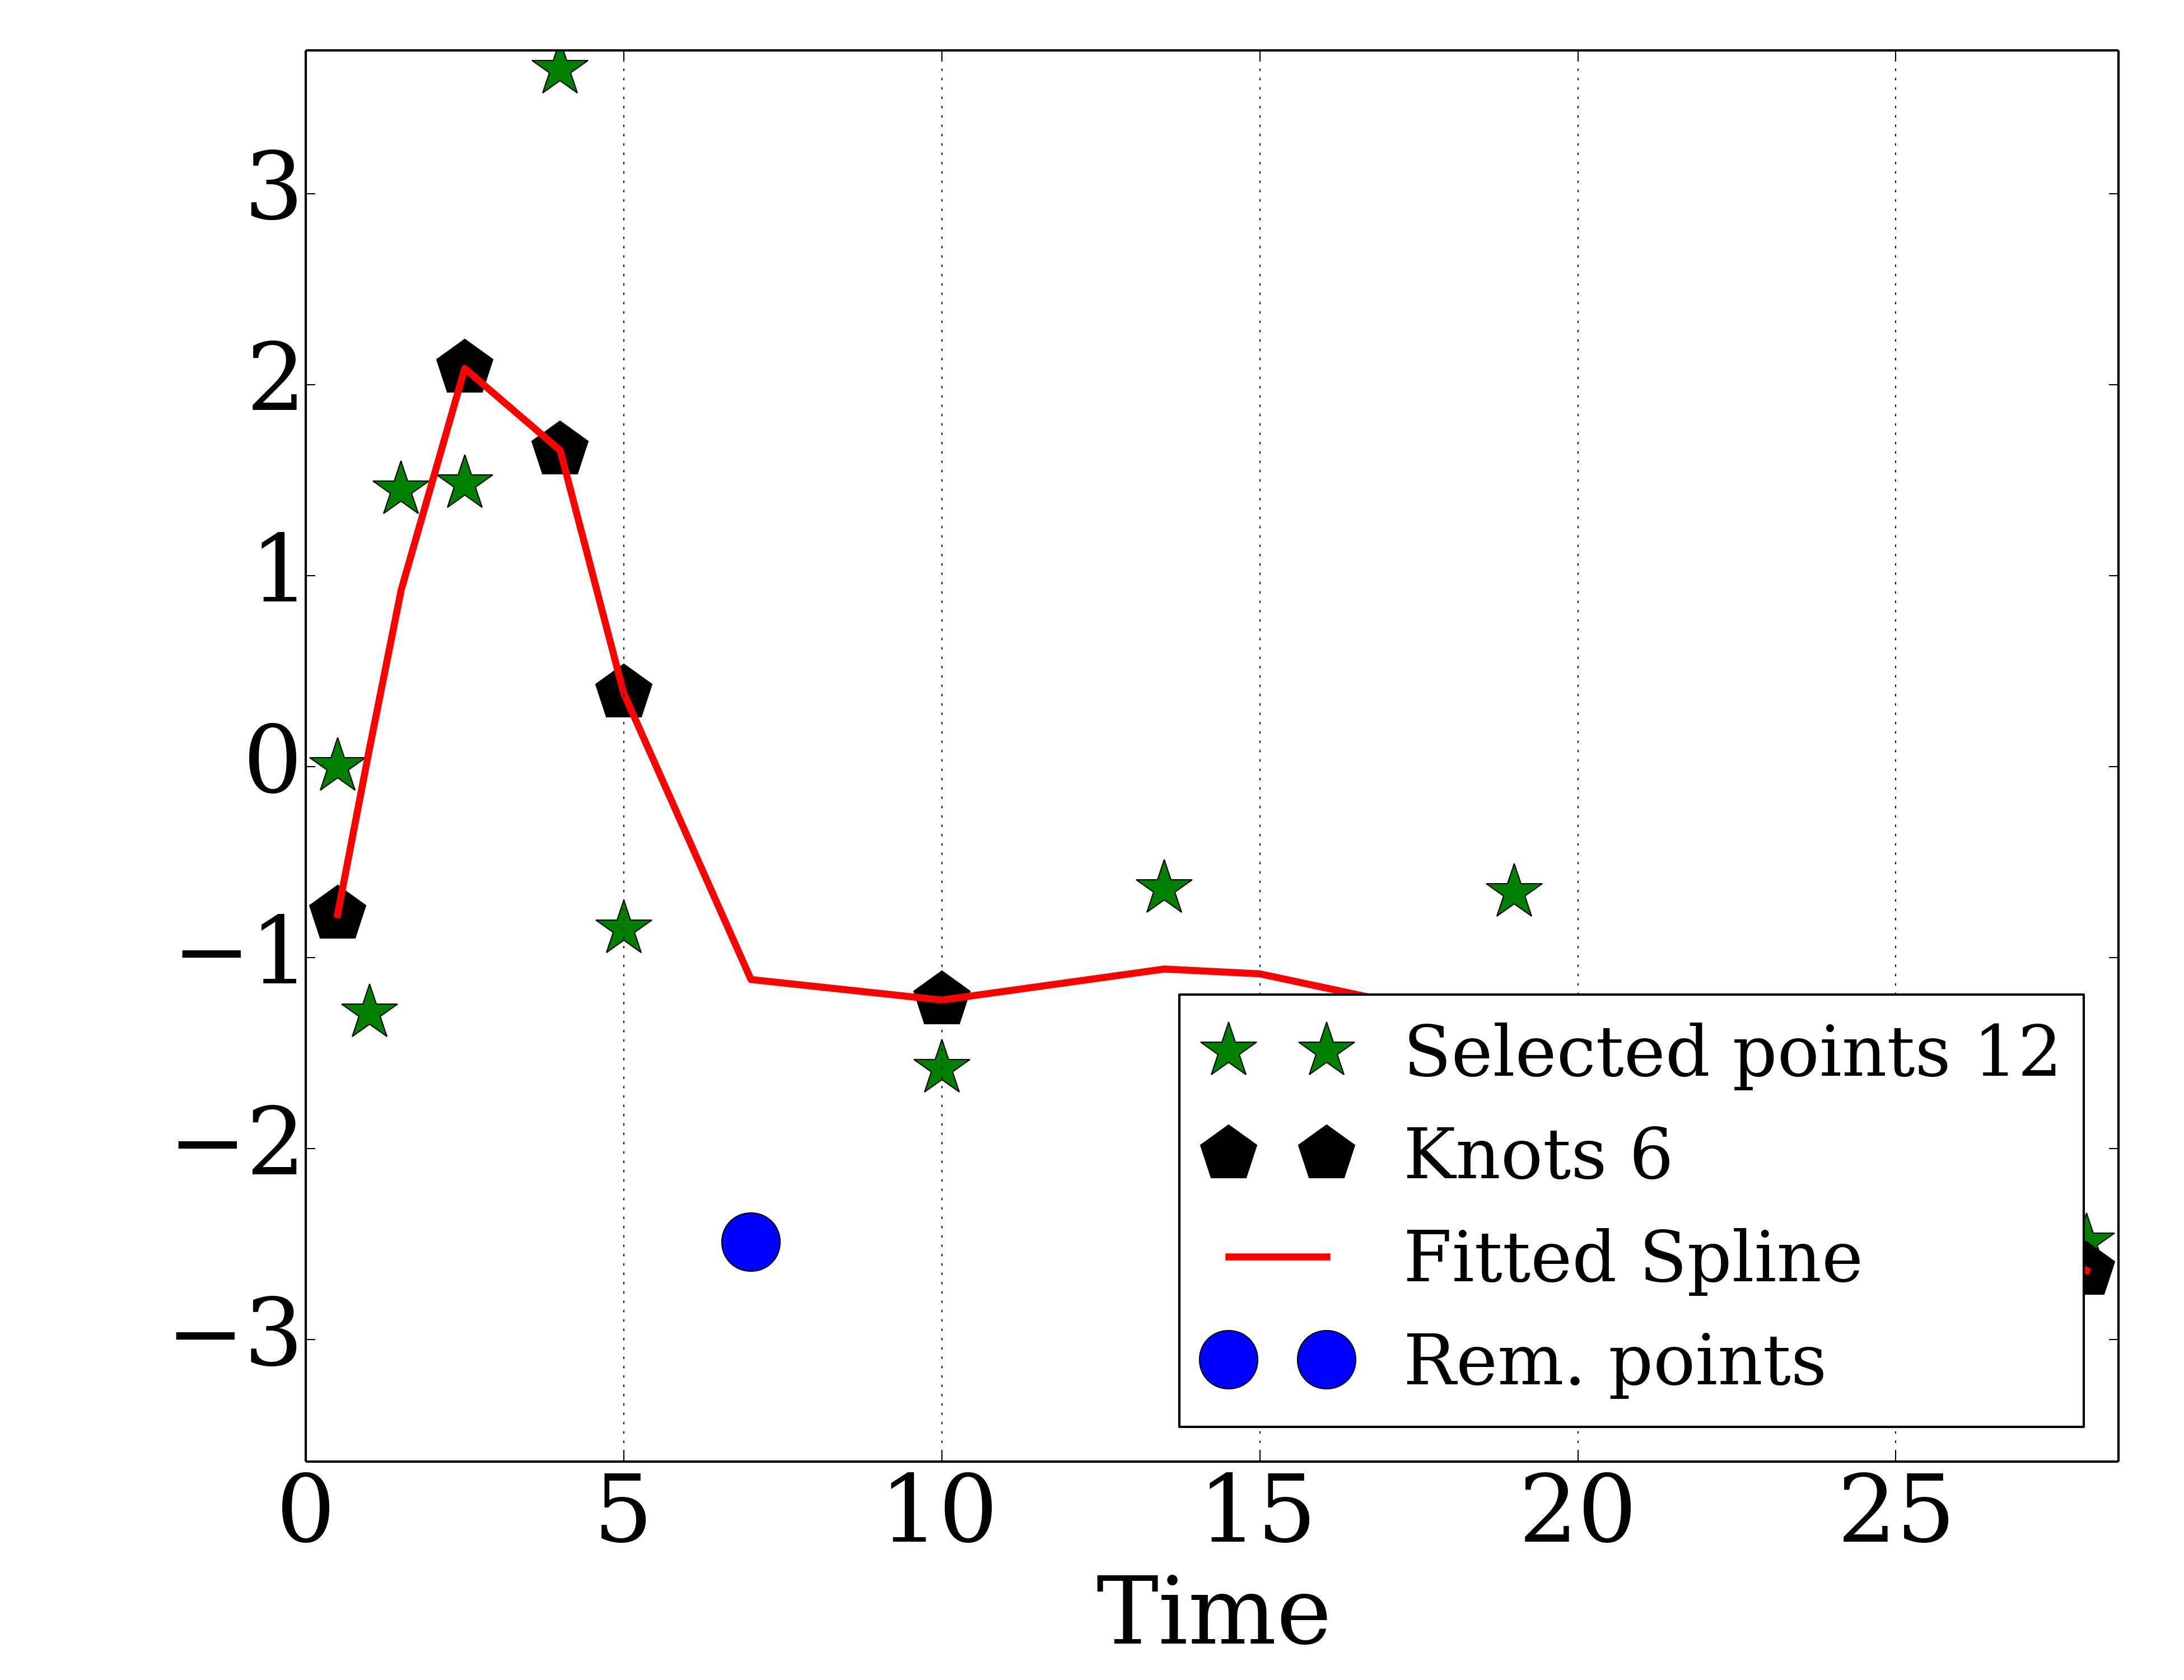 3
2
1
0
−1
−2
−3
Selected points 12
Knots 6
Fitted Spline
Rem. points
0 5 10 15 20 25
Time